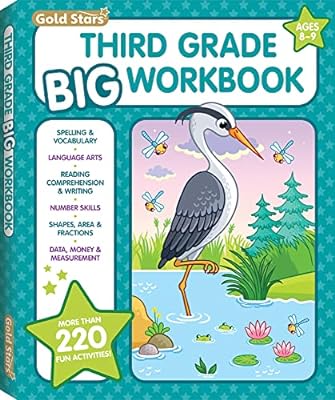 Gold Stars
AGES
8–9
THIRD GRADE
BIG WORKBOOK
SPELLING &
VOCABULARY
LANGUAGE ARTS
READING
COMPREHENSION
& WRITING
NUMBER SKILLS
SHAPES, AREA &
FRACTIONS
DATA, MONEY &
MEASUREMENT
MORE THAN
220
FUN ACTIVITIES!
THIRD GRADE BIG WORKBOOK
Gold Stars